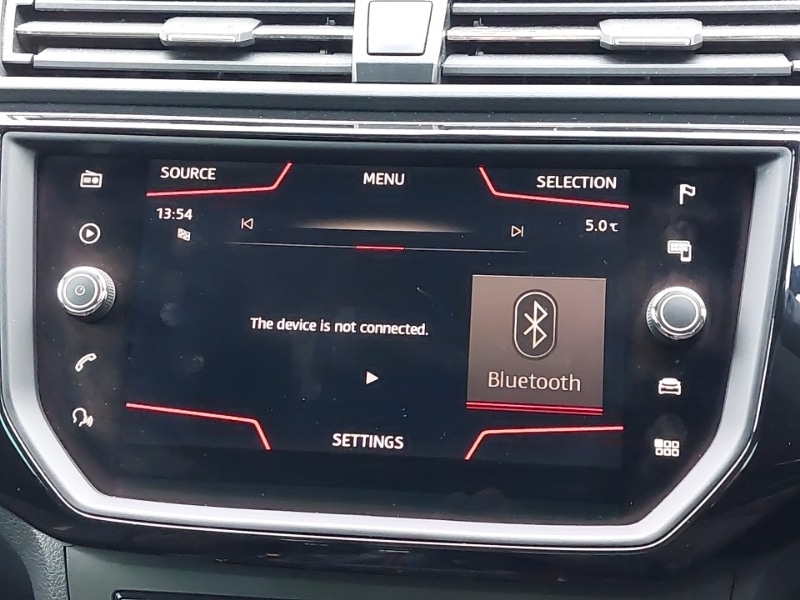 SOURCE
MENU
SELECTION
13:54
5.0℃
The device is not connected.
Bluetooth
SETTINGS